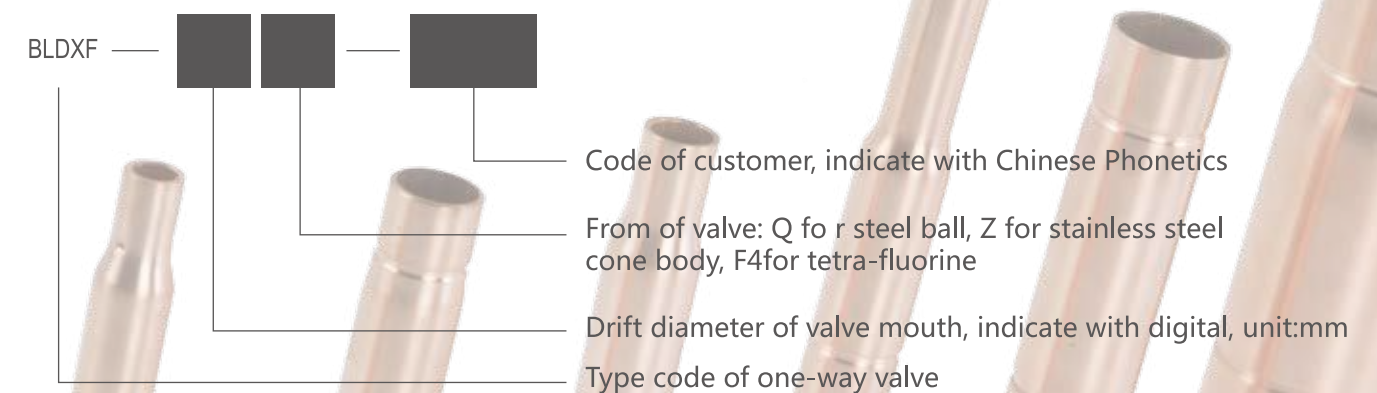 BLDXF
Code of customer, indicate with Chinese Phonetics
From of valve: Q fo r steel ball, Z for stainless steel
cone body, F4for tetra-fluorine
Drift diameter of valve mouth, indicate with digital, unit:mm
Type code of one-way valve